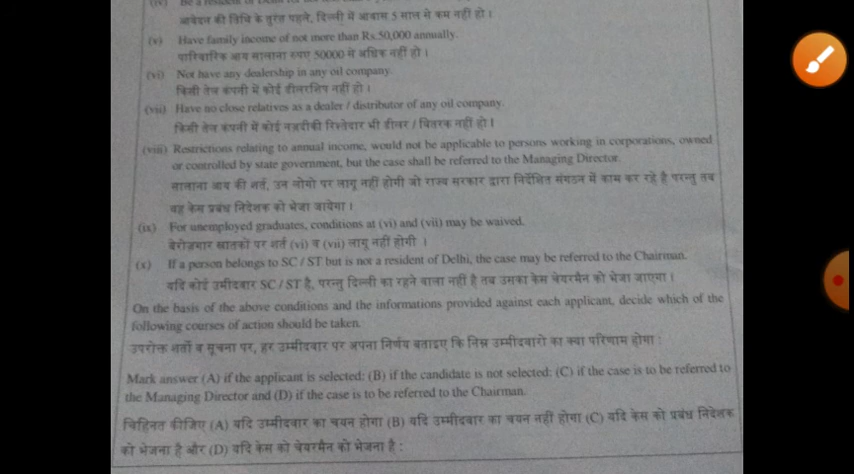 (iv) Be a resident of Delhi for not less than
आवेदन की तिथि के तुरंत पहले, दिल्ली में आवास 5 साल से कम नहीं हो।
(v) Have family income of not more than Rs.50,000 annually.
पारिवारिक आय सालाना रुपए 50000 से अधिक नहीं हो।
(vi) Not have any dealership in any oil company.
किसी तेल कंपनी में कोई डीलरशिप नहीं हो।
(vii) Have no close relatives as a dealer / distributor of any oil company.
किसी तेल कंपनी में कोई नजदीकी रिश्तेदार भी डीलर / वितरक नहीं हो।
(viii) Restrictions relating to annual income, would not be applicable to persons working in corporations, owned
or controlled by state government, but the case shall be referred to the Managing Director.
सालाना आय की शर्त, उन लोगो पर लागू नहीं होगी जो राज्य सरकार द्वारा निर्देशित संगठन में काम कर रहे है परन्तु तब
वह केस प्रबंध निदेशक को भेजा जायेगा।
(ix) For unemployed graduates, conditions at (vi) and (vii) may be waived.
बेरोज़गार स्नातकों पर शर्त (vi) व (vii) लागू नहीं होगी ।
(x) If a person belongs to SC / ST but is not a resident of Delhi, the case may be referred to the Chairman.
यदि कोई उमीदवार SC / ST है, परन्तु दिल्ली का रहने वाला नहीं है तब उसका केस चेयरमैन को भेजा जाएगा।
On the basis of the above conditions and the informations provided against each applicant, decide which of the
following courses of action should be taken.
उपरोक्त शर्तो व सूचना पर, हर उम्मीदवार पर अपना निर्णय बताइए कि निम्न उम्मीदवारो का क्या परिणाम होगा :
Mark answer (A) if the applicant is selected: (B) if the candidate is not selected: (C) if the case is to be referred to
the Managing Director and (D) if the case is to be referred to the Chairman.
चिहिनत कीजिए (A) यदि उम्मीदवार का चयन होगा (B) यदि उम्मीदवार का चयन नहीं होगा (C) यदि केस को प्रबंध निदेशक
को भेजना है और (D) यदि केस को चेयरमैन को भेजना है :